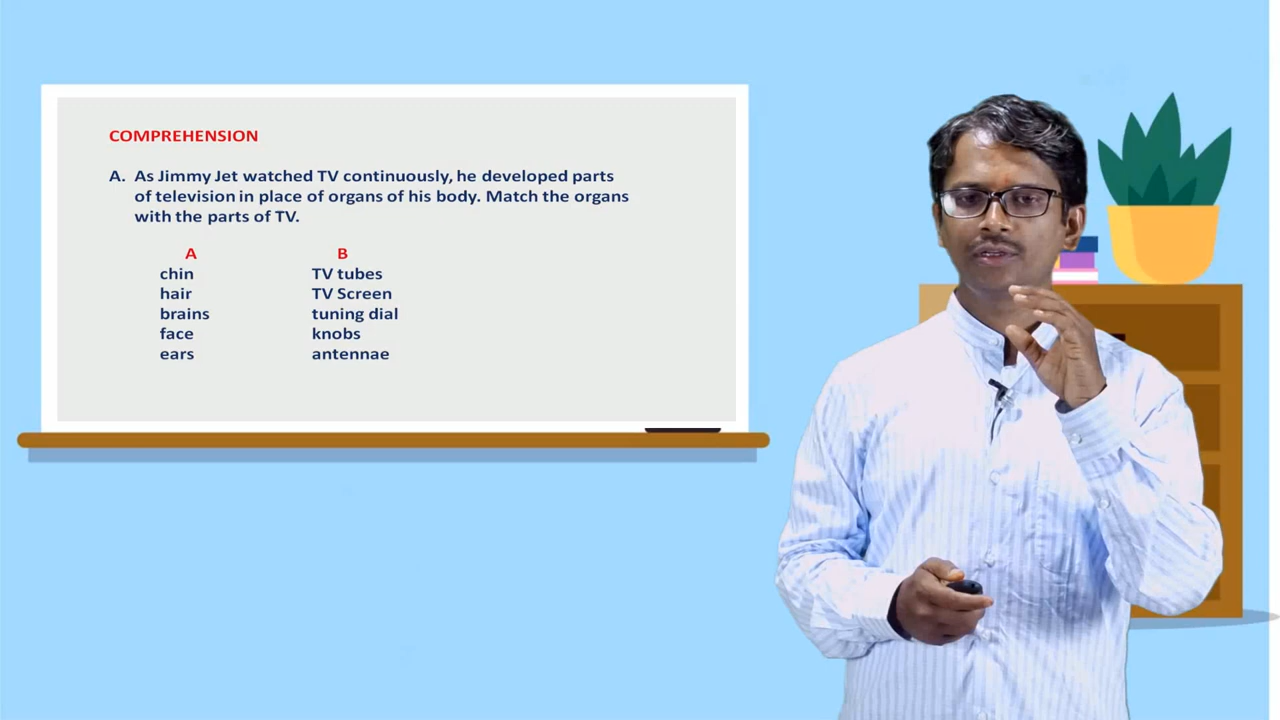 COMPREHENSION
A. As Jimmy Jet watched TV continuously, he developed parts
of television in place of organs of his body. Match the organs
with the parts of TV.
A B
chin TV tubes
hair TV Screen
brains tuning dial
face knobs
ears antennae